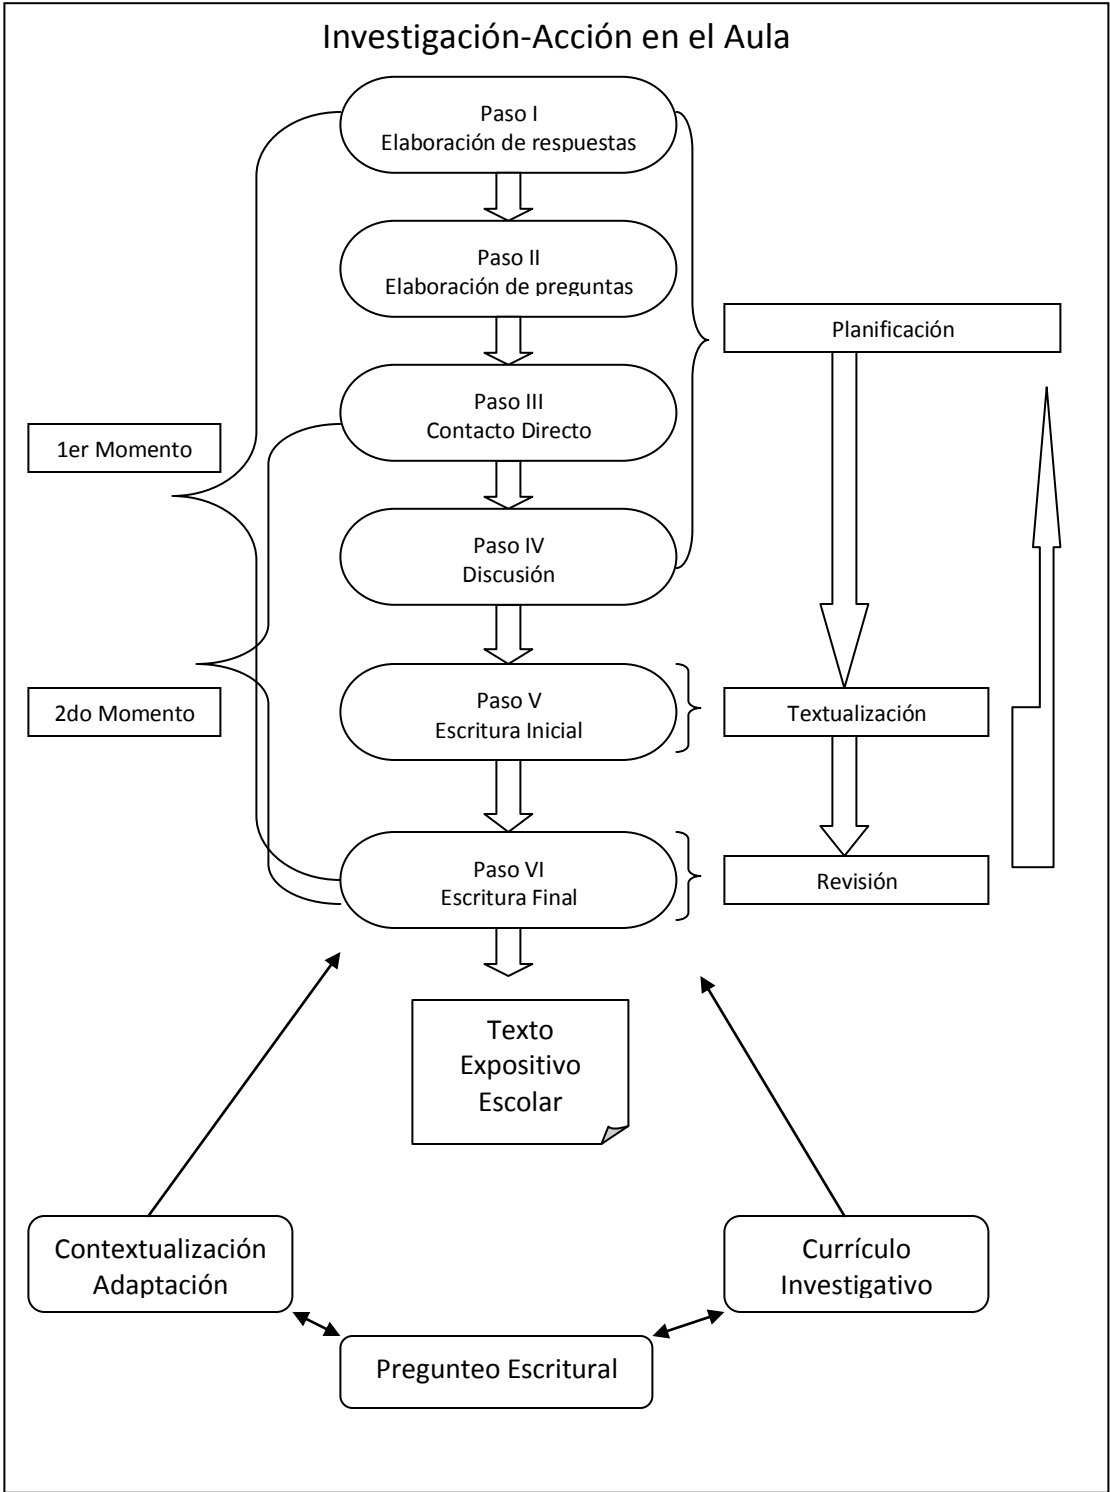 Investigación-Acción en el Aula
Paso I
Elaboración de respuestas
Paso II
Elaboración de preguntas
Planificación
Paso III
Contacto Directo
1er Momento
Paso IV
Discusión
Paso V
Escritura Inicial
2do Momento
Textualización
Paso VI
Escritura Final
Revisión
Texto
Expositivo
Escolar
Contextualización
Adaptación
Currículo
Investigativo
Pregunteo Escritural